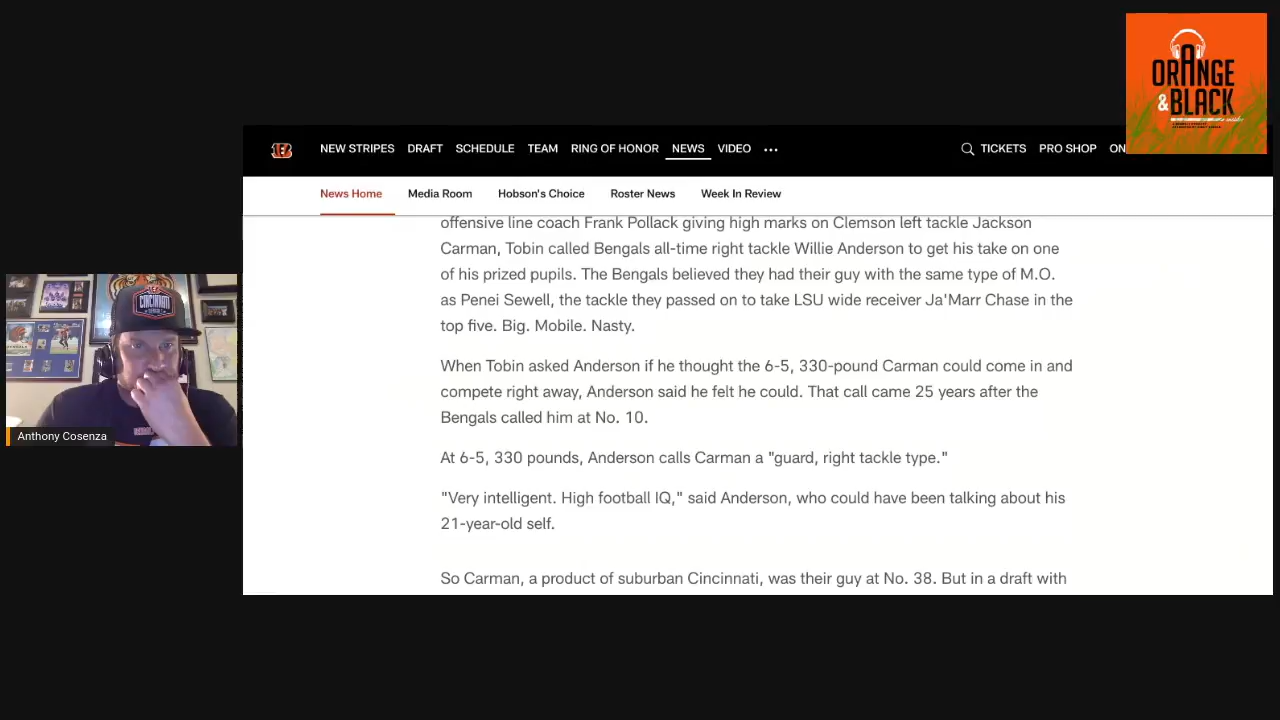 ORANGE
& BLACK
NEW STRIPES DRAFT SCHEDULE TEAM RING OF HONOR NEWS VIDEO ... TICKETS PRO SHOP ON
News Home Media Room Hobson's Choice Roster News Week In Review
offensive line coach Frank Pollack giving high marks on Clemson left tackle Jackson
Carman, Tobin called Bengals all-time right tackle Willie Anderson to get his take on one
of his prized pupils. The Bengals believed they had their guy with the same type of M.O.
as Penei Sewell, the tackle they passed on to take LSU wide receiver Ja'Marr Chase in the
top five. Big. Mobile. Nasty.
When Tobin asked Anderson if he thought the 6-5, 330-pound Carman could come in and
compete right away, Anderson said he felt he could. That call came 25 years after the
Bengals called him at No. 10.
At 6-5, 330 pounds, Anderson calls Carman a "guard, right tackle type."
"Very intelligent. High football IQ," said Anderson, who could have been talking about his
21-year-old self.
So Carman, a product of suburban Cincinnati, was their guy at No. 38. But in a draft with
CINCINNATI
Anthony Cosenza